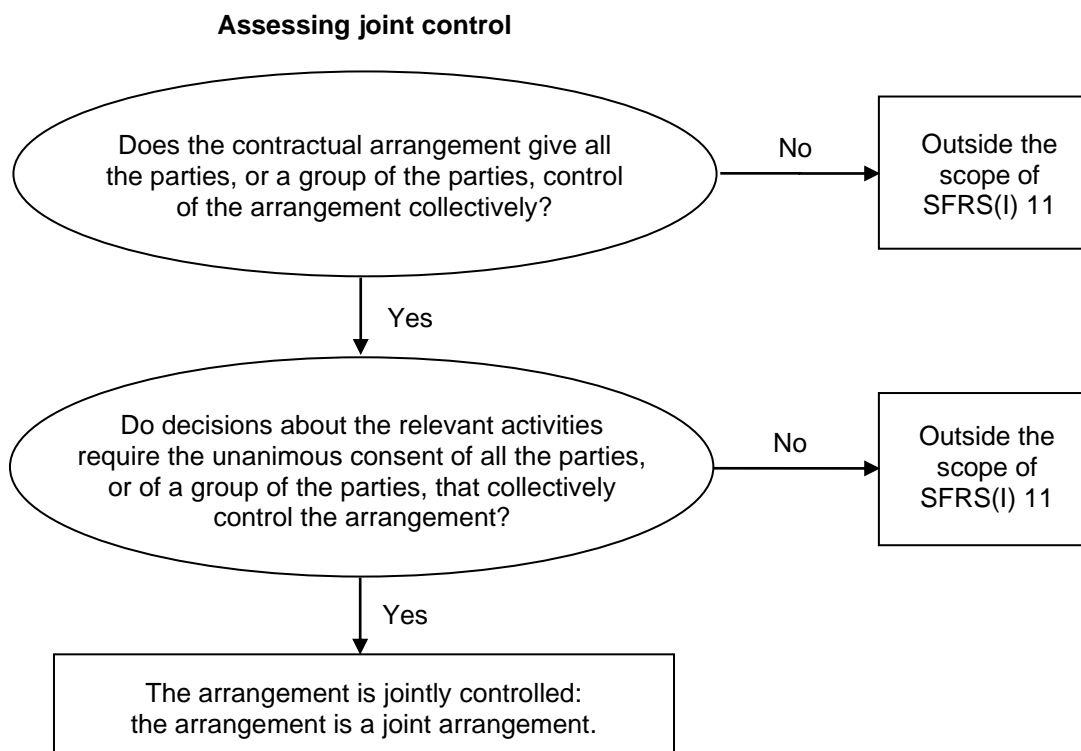 Assessing joint control
Does the contractual arrangement give all
the parties, or a group of the parties, control
of the arrangement collectively?
No
Outside the
scope of
SFRS(I) 11
Yes
Do decisions about the relevant activities
require the unanimous consent of all the parties,
or of a group of the parties, that collectively
control the arrangement?
No
Outside the
scope of
SFRS(I) 11
Yes
The arrangement is jointly controlled:
the arrangement is a joint arrangement.